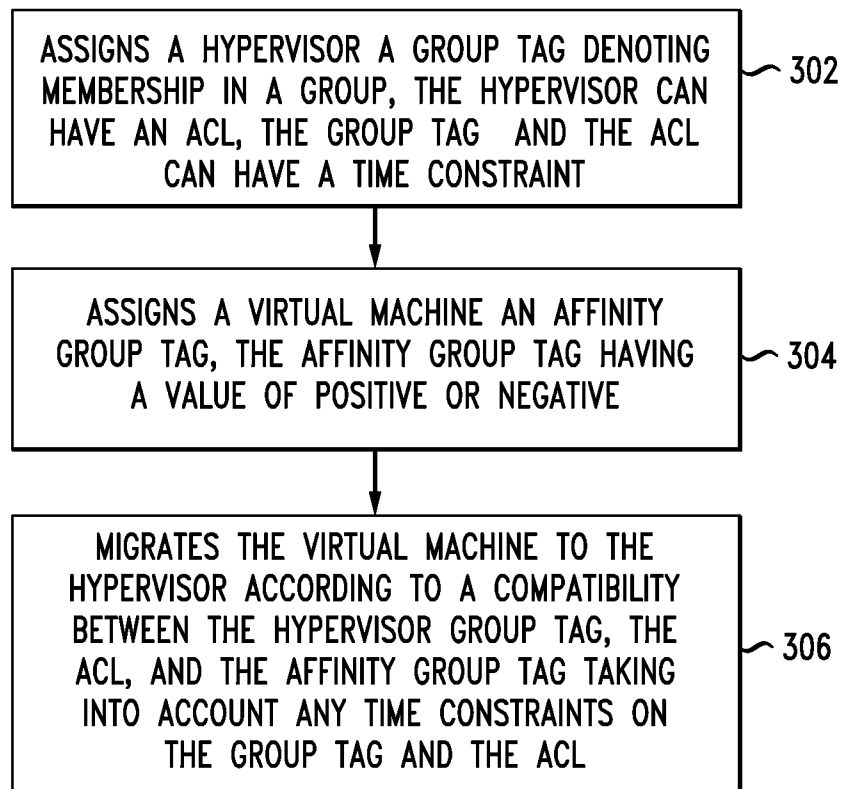 ASSIGNS A HYPERVISOR A GROUP TAG DENOTING
MEMBERSHIP IN A GROUP, THE HYPERVISOR CAN
HAVE AN ACL, THE GROUP TAG AND THE ACL
CAN HAVE A TIME CONSTRAINT
302
ASSIGNS A VIRTUAL MACHINE AN AFFINITY
GROUP TAG, THE AFFINITY GROUP TAG HAVING
A VALUE OF POSITIVE OR NEGATIVE
304
MIGRATES THE VIRTUAL MACHINE TO THE
HYPERVISOR ACCORDING TO A COMPATIBILITY
BETWEEN THE HYPERVISOR GROUP TAG, THE
ACL, AND THE AFFINITY GROUP TAG TAKING
INTO ACCOUNT ANY TIME CONSTRAINTS ON
THE GROUP TAG AND THE ACL
306